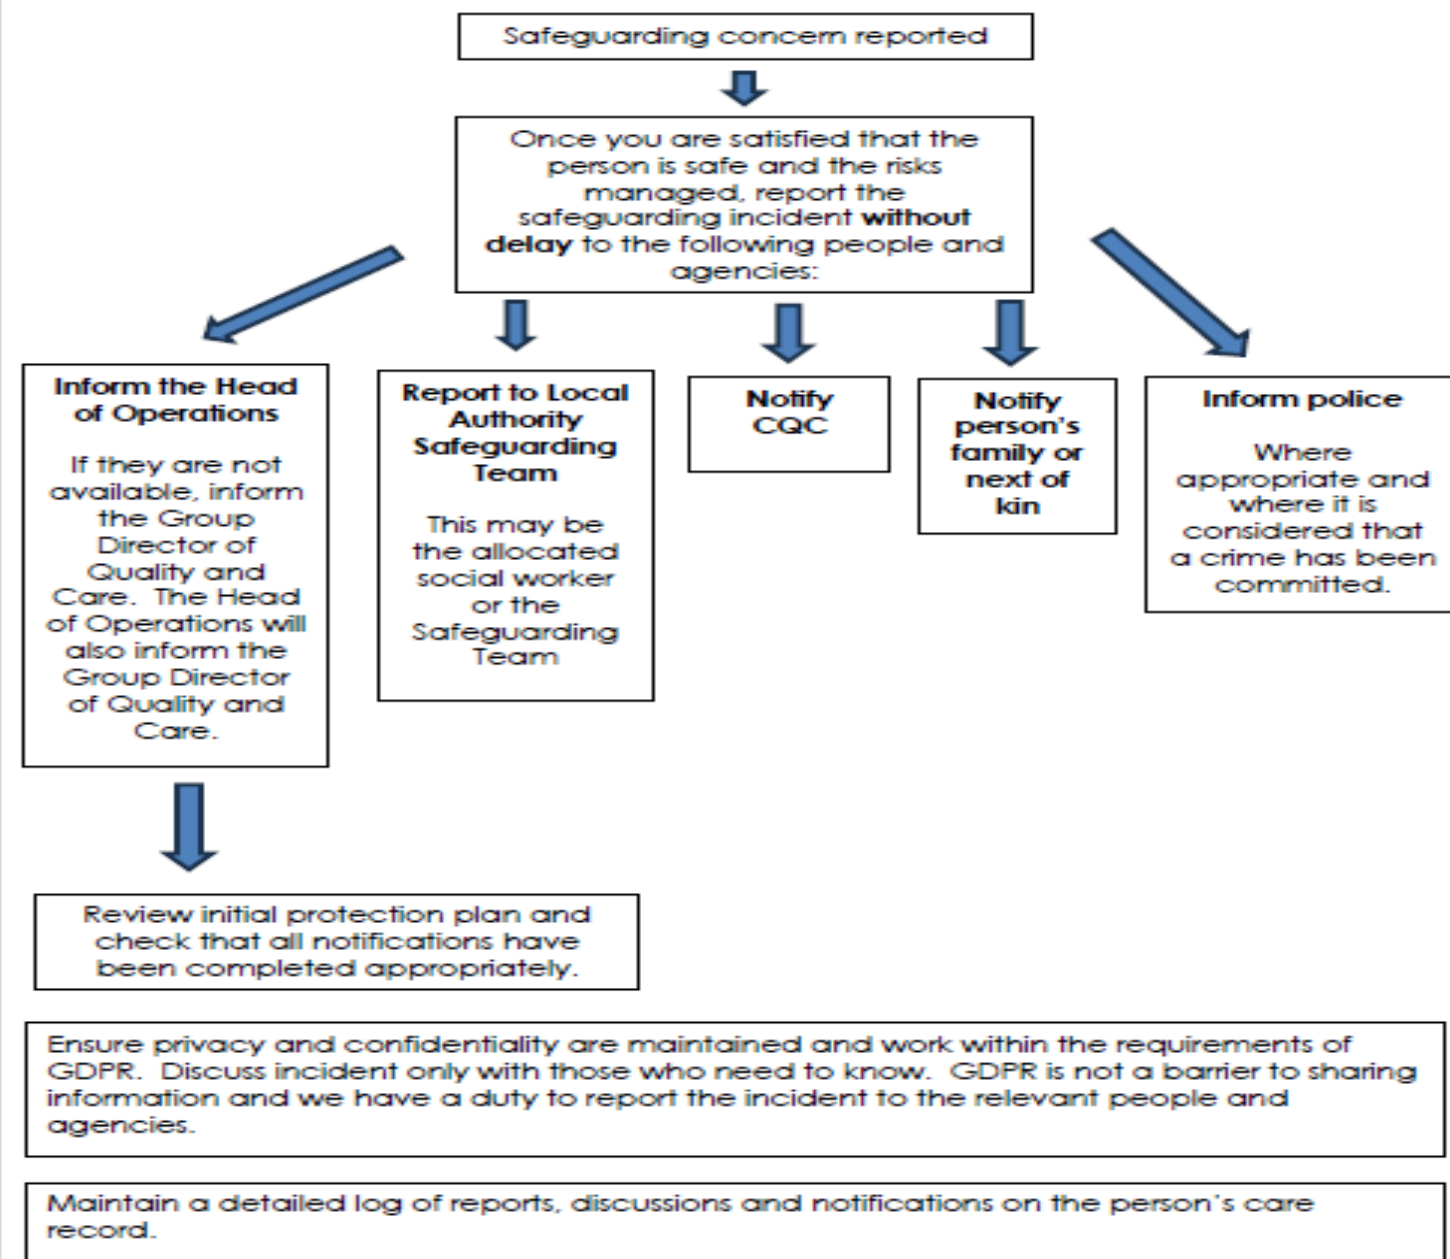 Safeguarding concern reported
Once you are satisfied that the
person is safe and the risks
managed, report the
safeguarding incident without
delay to the following people and
agencies:
Inform the Head
of Operations
If they are not
available, inform
the Group
Director of
Quality and
Care. The Head
of Operations will
also inform the
Group Director
of Quality and
Care.
Report to Local
Authority
Safeguarding
Team
This may be
the allocated
social worker
or the
Safeguarding
Team
Notify
CQC
Notify
person's
family or
next of
kin
Inform police
Where
appropriate and
where it is
considered that
a crime has been
committed.
Review initial protection plan and
check that all notifications have
been completed appropriately.
Ensure privacy and confidentiality are maintained and work within the requirements of
GDPR. Discuss incident only with those who need to know. GDPR is not a barrier to sharing
information and we have a duty to report the incident to the relevant people and
agencies.
Maintain a detailed log of reports, discussions and notifications on the person's care
record.